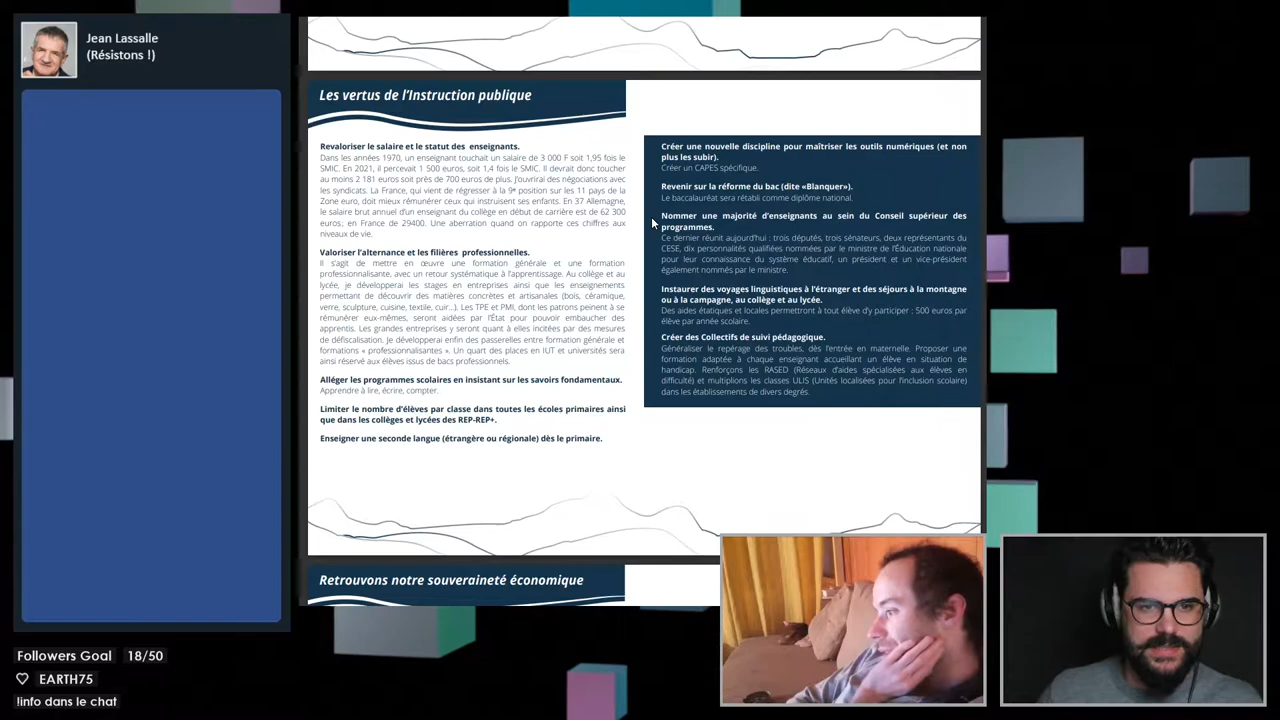 Jean Lassalle
(Résistons !)
Les vertus de l’Instruction publique
Revaloriser le salaire et le statut des enseignants.
Dans les années 1970, un enseignant touchait un salaire de 3 000 F soit 1,95 fois le
SMIC. En 2021, il percevait 1 500 euros, soit 1,4 fois le SMIC. Il devrait donc toucher
au moins 2 181 euros soit près de 700 euros de plus. J’ouvrirai des négociations avec
les syndicats. La France, qui vient de régresser à la 9ᵉ position sur les 11 pays de la
Zone euro, doit mieux rémunérer ceux qui instruisent ses enfants. En 37 Allemagne,
le salaire brut annuel d’un enseignant du collège en début de carrière est de 62 300
euros ; en France de 29400. Une aberration quand on rapporte ces chiffres aux
niveaux de vie.
Valoriser l’alternance et les filières professionnelles.
Il s’agit de mettre en œuvre une formation générale et une formation
professionnalisante, avec un retour systématique à l’apprentissage. Au collège et au
lycée, je développerai les stages en entreprises ainsi que les enseignements
permettant de découvrir des matières concrètes et artisanales (bois, céramique,
verre, sculpture, cuisine, textile, cuir...). Les TPE et PMI, dont les patrons peinent à se
rémunérer eux-mêmes, seront aidées par l’État pour pouvoir embaucher des
apprentis. Les grandes entreprises y seront quant à elles incitées par des mesures
de défiscalisation. Je développerai enfin des passerelles entre formation générale et
formations « professionnalisantes ». Un quart des places en IUT et universités sera
ainsi réservé aux élèves issus de bacs professionnels.
Alléger les programmes scolaires en insistant sur les savoirs fondamentaux.
Apprendre à lire, écrire, compter.
Limiter le nombre d’élèves par classe dans toutes les écoles primaires ainsi
que dans les collèges et lycées des REP-REP+.
Enseigner une seconde langue (étrangère ou régionale) dès le primaire.
Créer une nouvelle discipline pour maîtriser les outils numériques (et non
plus les subir).
Créer un CAPES spécifique.
Revenir sur la réforme du bac (dite «Blanquer»).
Le baccalauréat sera rétabli comme diplôme national.
Nommer une majorité d’enseignants au sein du Conseil supérieur des
programmes.
Ce dernier réunit aujourd’hui : trois députés, trois sénateurs, deux représentants du
CESE, dix personnalités qualifiées nommées par le ministre de l’Éducation nationale
pour leur connaissance du système éducatif, un président et un vice-président
également nommés par le ministre.
Instaurer des voyages linguistiques à l’étranger et des séjours à la montagne
ou à la campagne, au collège et au lycée.
Des aides étatiques et locales permettront à tout élève d’y participer ; 500 euros par
élève par année scolaire.
Créer des Collectifs de suivi pédagogique.
Généraliser le repérage des troubles, dès l’entrée en maternelle. Proposer une
formation adaptée à chaque enseignant accueillant un élève en situation de
handicap. Renforçons les RASED (Réseaux d’aides spécialisées aux élèves en
difficulté) et multiplions les classes ULIS (Unités localisées pour l’inclusion scolaire)
dans les établissements de divers degrés.
Retrouvons notre souveraineté économique
Followers Goal 18/50
EARTH75
!info dans le chat